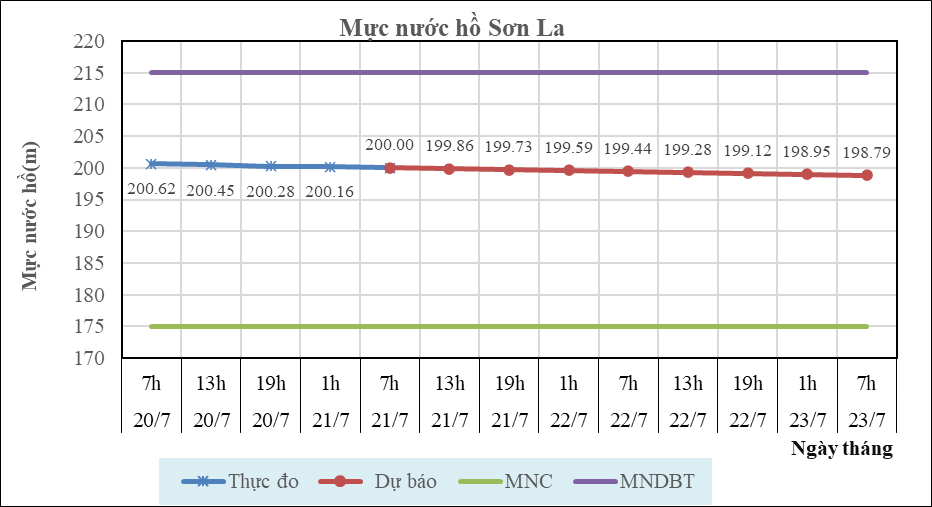 Mực nước hồ Sơn La
Mực nước hồ(m)
220
215
210
205
200
195
190
185
180
175
170
200.62 200.45 200.28 200.16
200.00 199.86 199.73 199.59 199.44 199.28 199.12 198.95 198.79
7h 13h 19h 1h 7h 13h 19h 1h 7h 13h 19h 1h 7h
20/7 20/7 20/7 21/7 21/7 21/7 21/7 22/7 22/7 22/7 22/7 23/7 23/7
Ngày tháng
Thực đo Dự báo MNC MNDBT